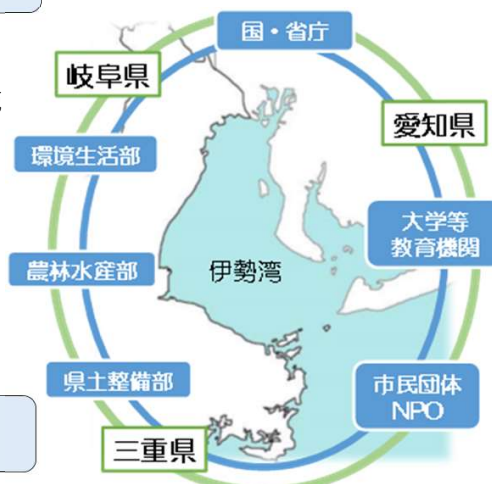 国・省庁
岐阜県
愛知県
環境生活部
大学等
教育機関
農林水産部
伊勢湾
県土整備部
市民団体
NPO
三重県